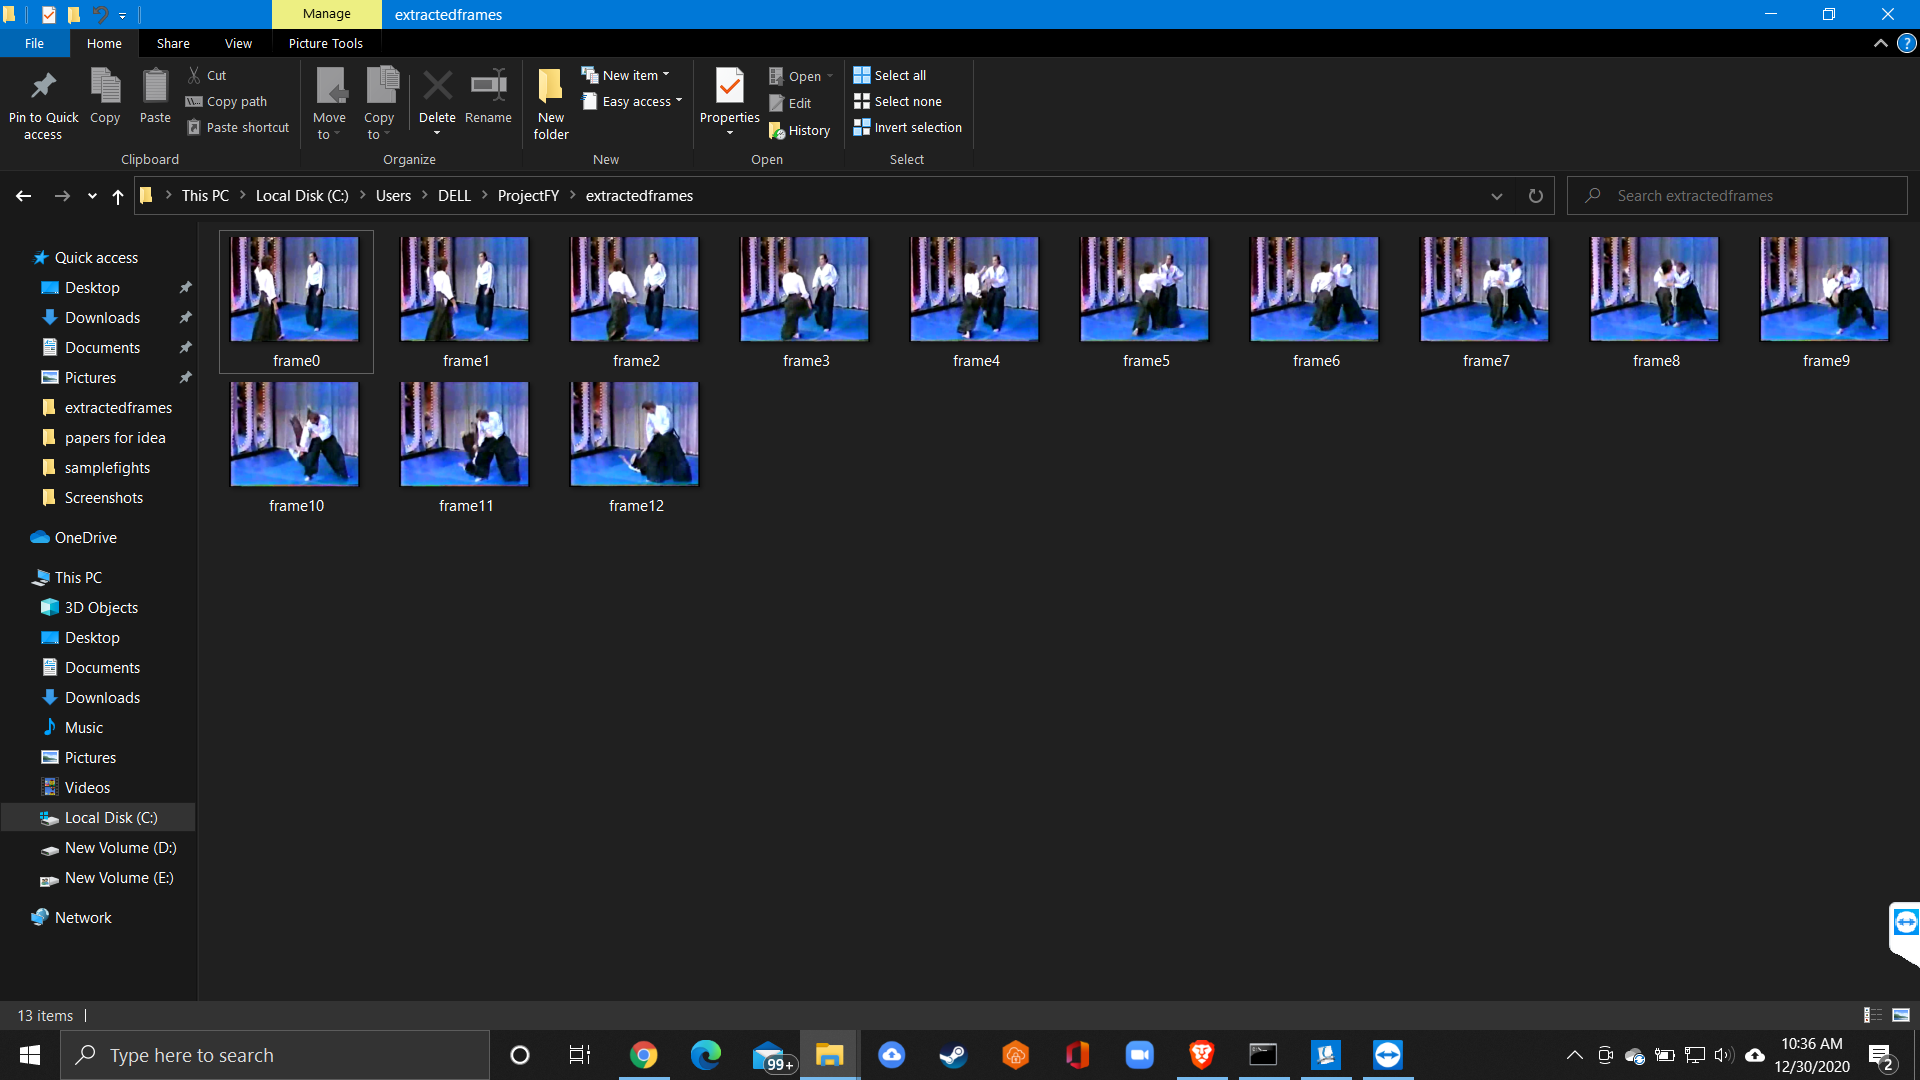 Manage
extractedframes
File
Home
Share
View
Picture Tools
Pin to Quick access
Copy
Paste
Cut
Copy path
Paste shortcut
Clipboard
Move to
Copy to
Delete
Rename
Organize
New folder
New item
Easy access
New
Properties
Open
Edit
History
Open
Select all
Select none
Invert selection
Select
This PC
Local Disk (C:)
Users
DELL
ProjectFY
extractedframes
Search extractedframes
Quick access
Desktop
Downloads
Documents
Pictures
extractedframes
papers for idea
samplefights
Screenshots
OneDrive
This PC
3D Objects
Desktop
Documents
Downloads
Music
Pictures
Videos
Local Disk (C:)
New Volume (D:)
New Volume (E:)
Network
frame0
frame1
frame2
frame3
frame4
frame5
frame6
frame7
frame8
frame9
frame10
frame11
frame12
13 items
Type here to search
99+
10:36 AM
12/30/2020
2